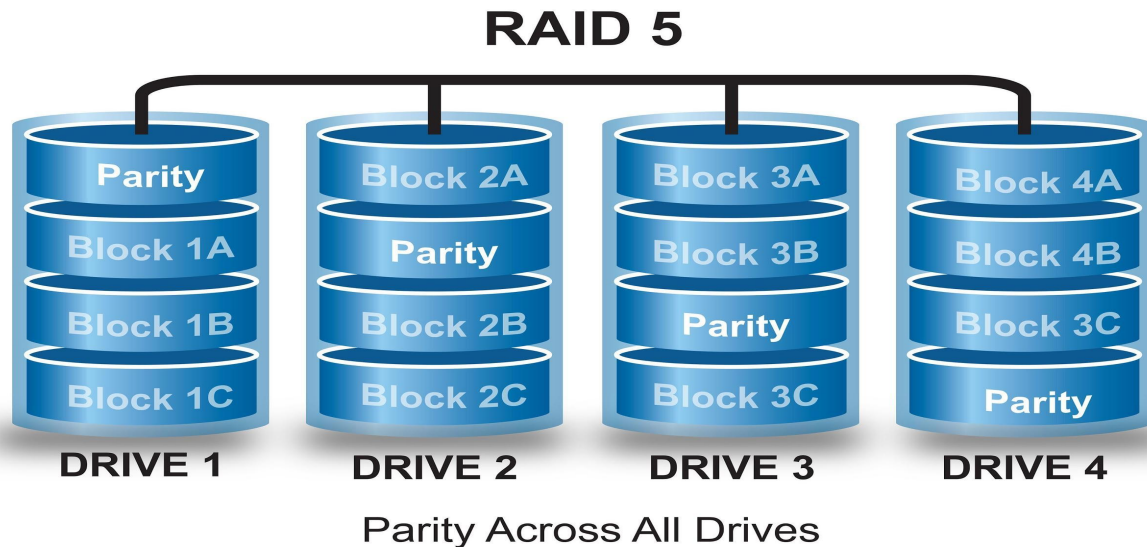 RAID 5
Parity Block 2A Block 3A Block 4A
Block 1A Parity Block 3B Block 4B
Block 1B Block 2B Parity Block 3C
Block 1C Block 2C Block 3C Parity
DRIVE 1 DRIVE 2 DRIVE 3 DRIVE 4
Parity Across All Drives